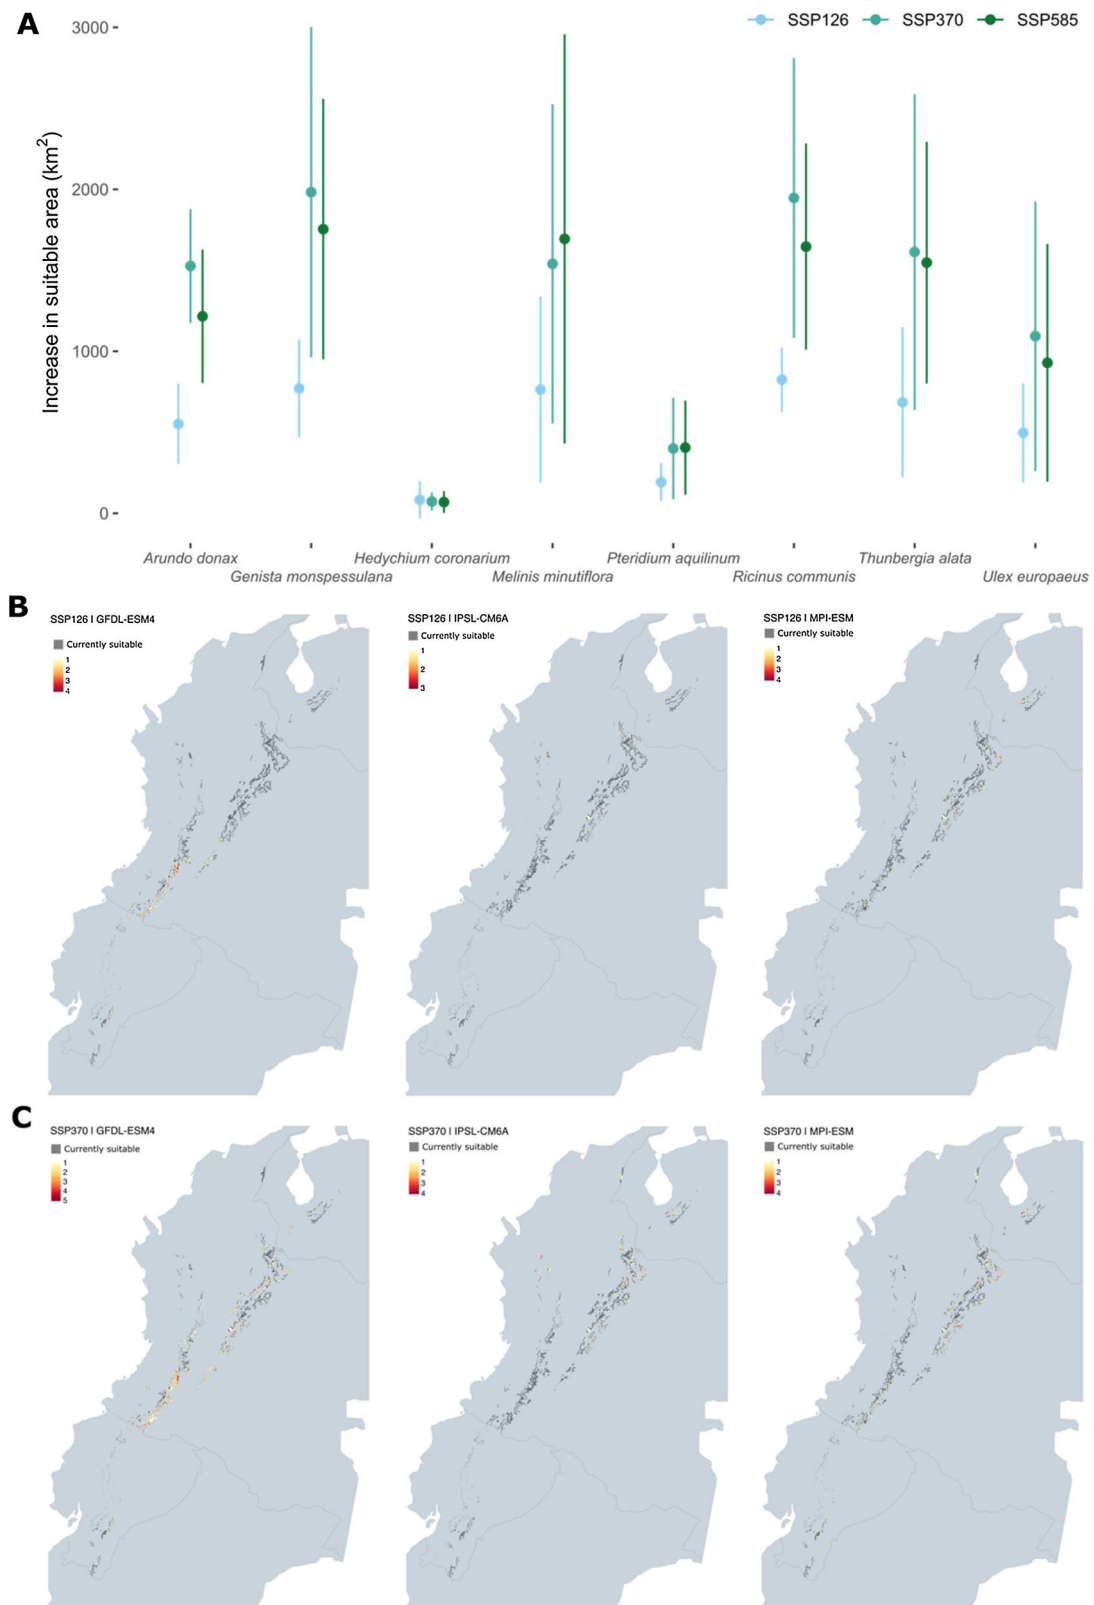 A
SSP126 SSP370 SSP585
Increase in suitable area (km²)
3000
2000
1000
0
Arundo donax
Genista monspessulana
Hedychium coronarium
Melinis minutiflora
Pteridium aquilinum
Ricinus communis
Thunbergia alata
Ulex europaeus
B
SSP126 | GFDL-ESM4
Currently suitable
1
2
3
4
SSP126 | IPSL-CM6A
Currently suitable
1
2
3
SSP126 | MPI-ESM
Currently suitable
1
2
3
4
C
SSP370 | GFDL-ESM4
Currently suitable
1
2
3
4
5
SSP370 | IPSL-CM6A
Currently suitable
1
2
3
4
SSP370 | MPI-ESM
Currently suitable
1
2
3
4